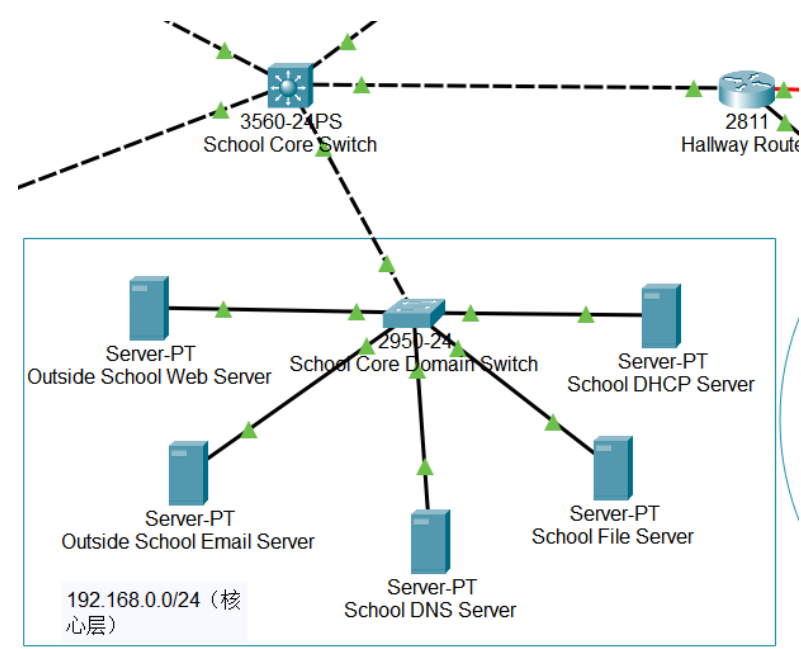 3560-24PS
School Core Switch
2811
Hallway Route
2950-24
School Core Domain Switch
Server-PT
Outside School Web Server
Server-PT
School DHCP Server
Server-PT
Outside School Email Server
Server-PT
School File Server
Server-PT
School DNS Server
192.168.0.0/24（核
心层）